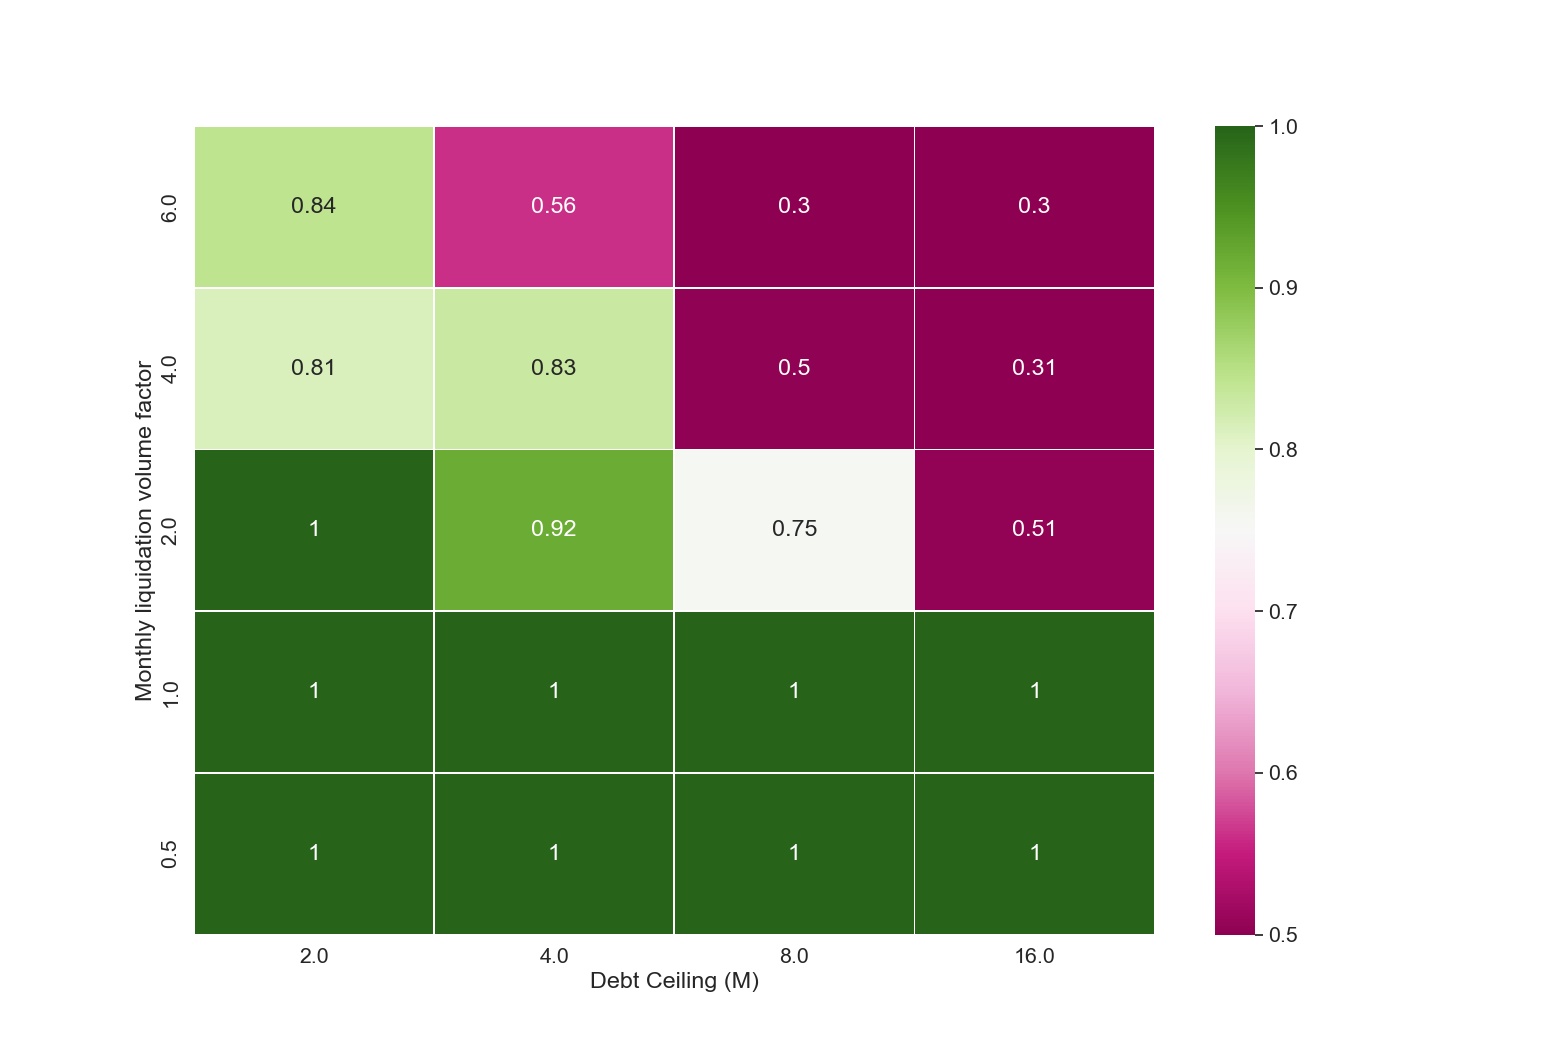 1.0
6.0 0.84 0.56 0.3 0.3
0.9
4.0 0.81 0.83 0.5 0.31
0.8
Monthly liquidation volume factor
2.0 1 0.92 0.75 0.51
0.7
1.0 1 1 1 1
0.6
0.5 1 1 1 1
0.5
2.0 4.0 8.0 16.0
Debt Ceiling (M)